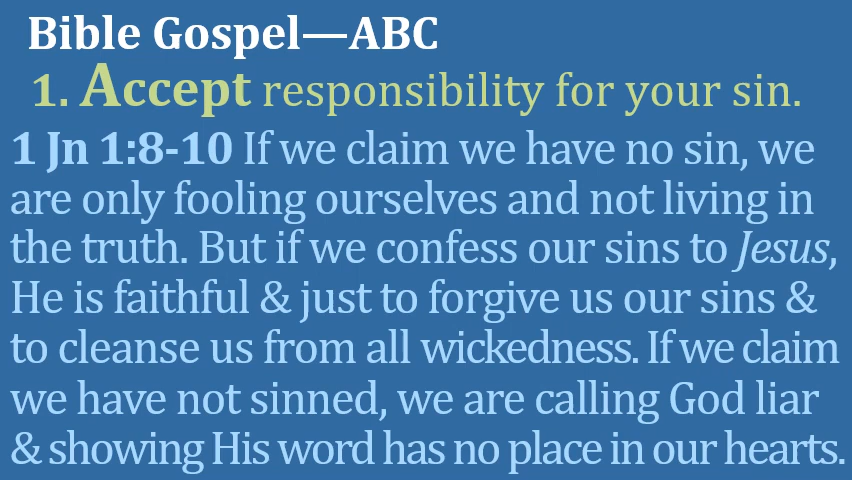 Bible Gospel—ABC
1. Accept responsibility for your sin.
1 Jn 1:8-10 If we claim we have no sin, we
are only fooling ourselves and not living in
the truth. But if we confess our sins to Jesus,
He is faithful & just to forgive us our sins &
to cleanse us from all wickedness. If we claim
we have not sinned, we are calling God liar
& showing His word has no place in our hearts.